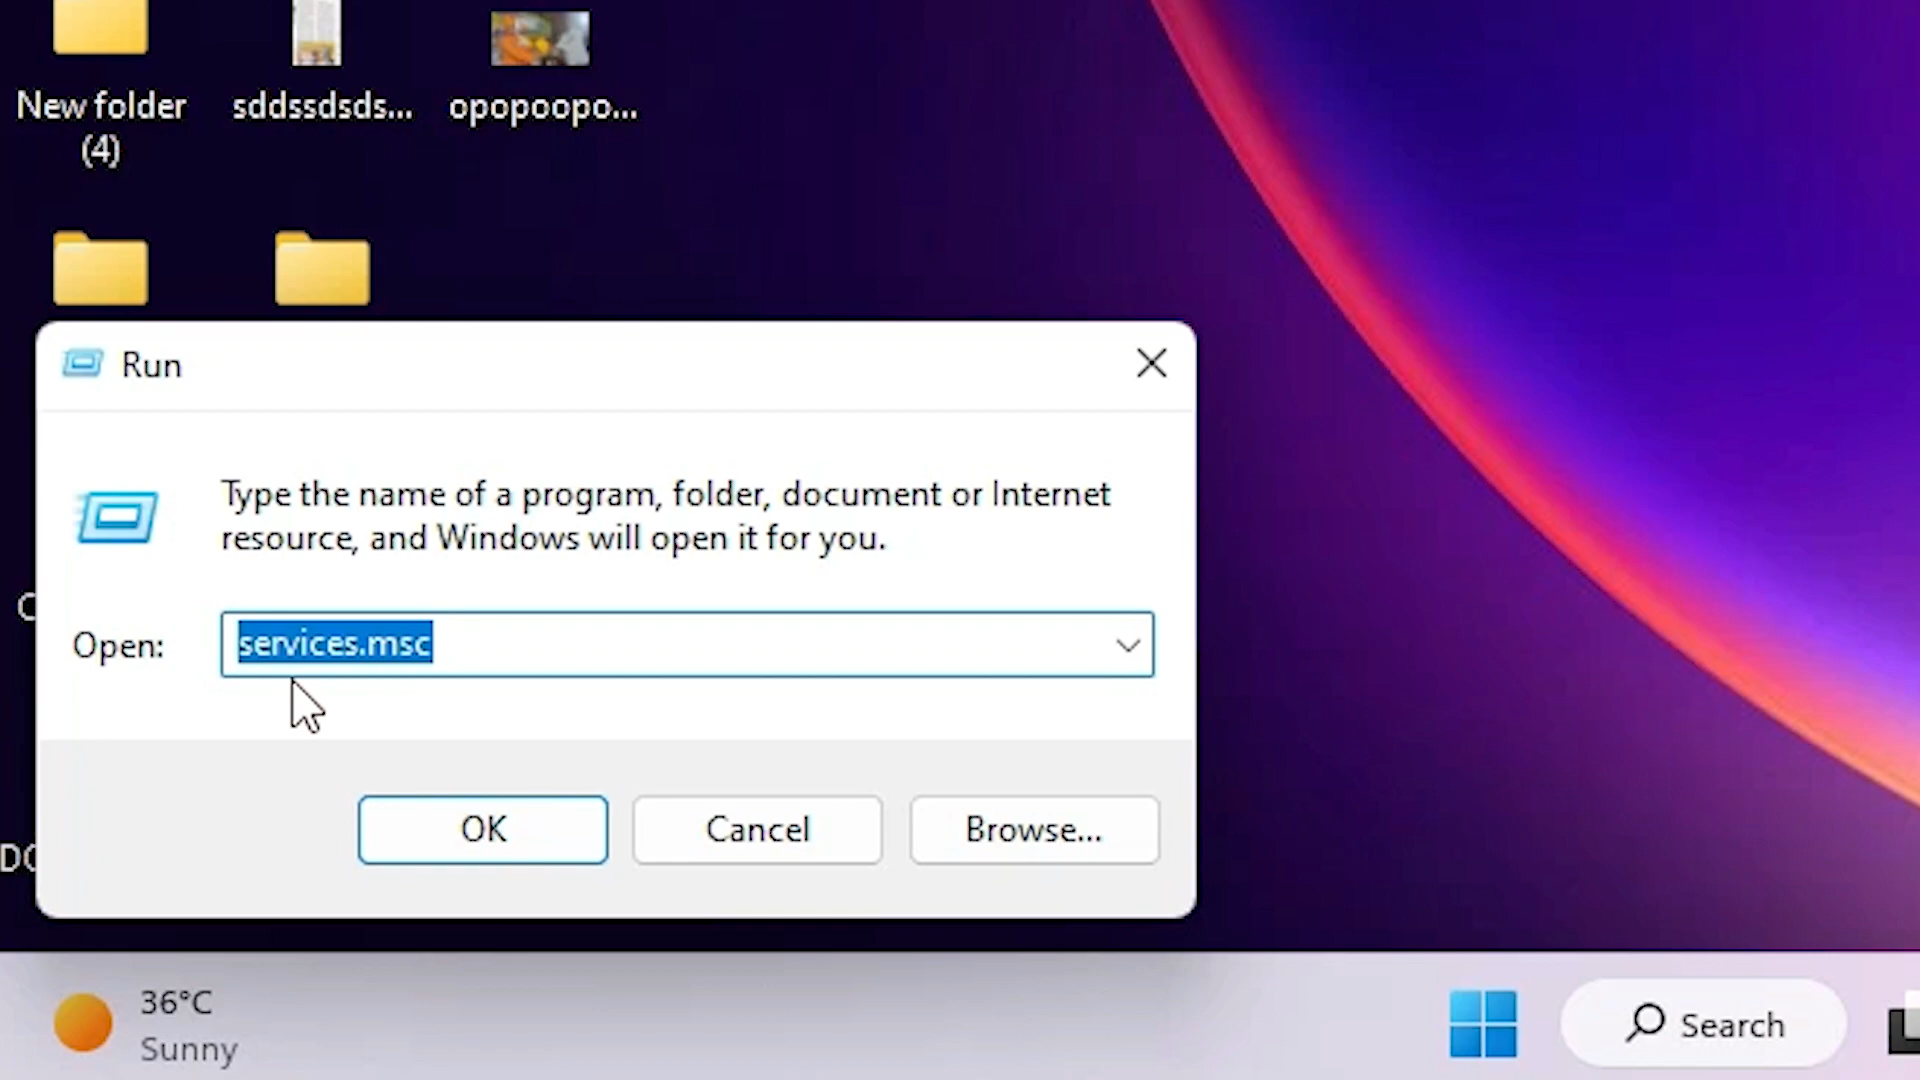 New folder
(4)
sddssdsds...
opopoopo...
Run
Type the name of a program, folder, document or Internet
resource, and Windows will open it for you.
Open:
services.msc
OK
Cancel
Browse...
36°C
Sunny
Search